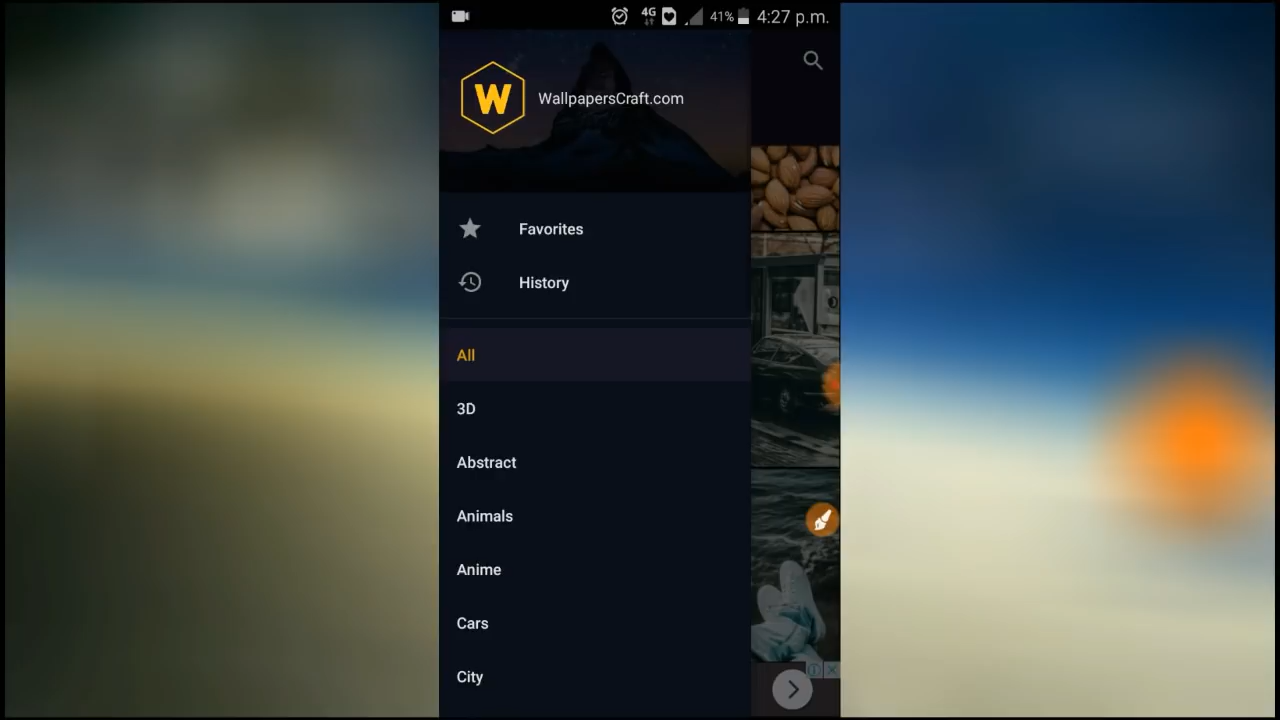 4G 41% 4:27 p.m.
W WallpapersCraft.com
Favorites
History
All
3D
Abstract
Animals
Anime
Cars
City